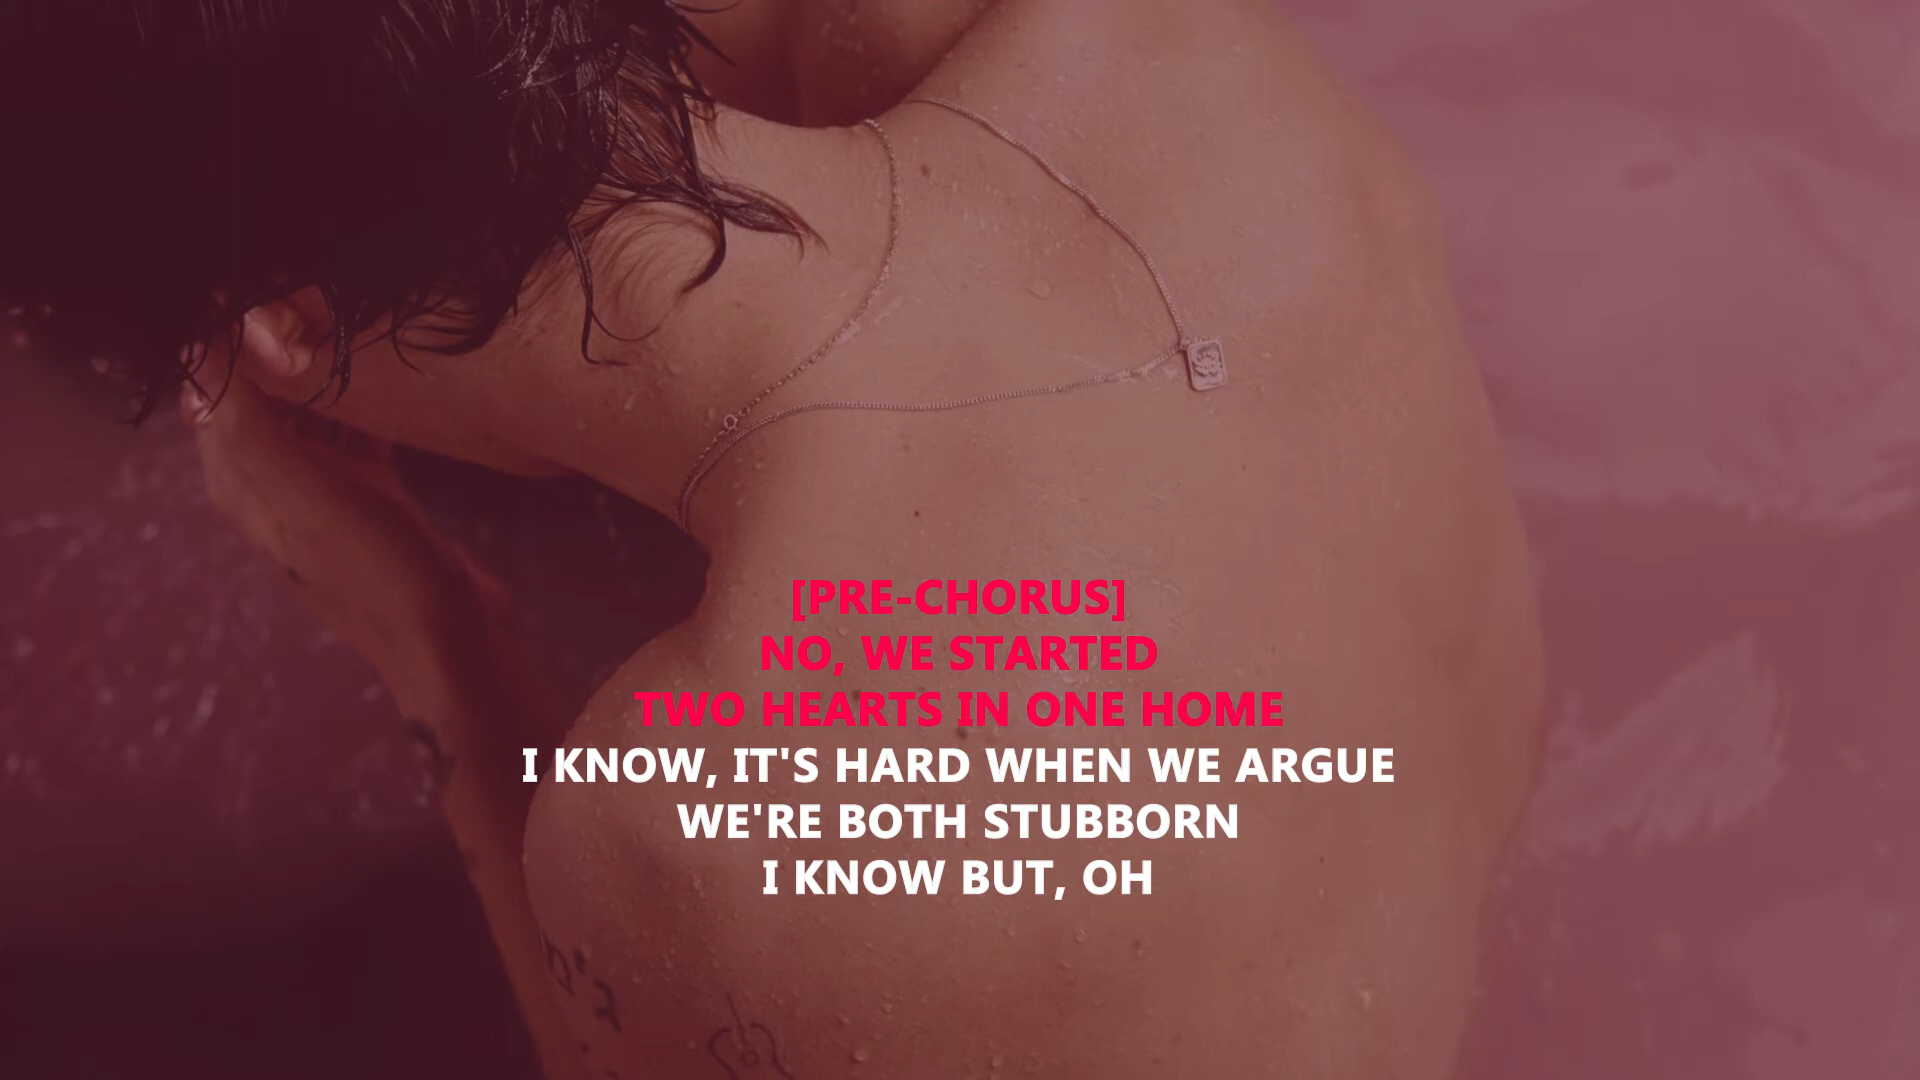 [PRE-CHORUS]
NO, WE STARTED
TWO HEARTS IN ONE HOME
I KNOW, IT'S HARD WHEN WE ARGUE
WE'RE BOTH STUBBORN
I KNOW BUT, OH